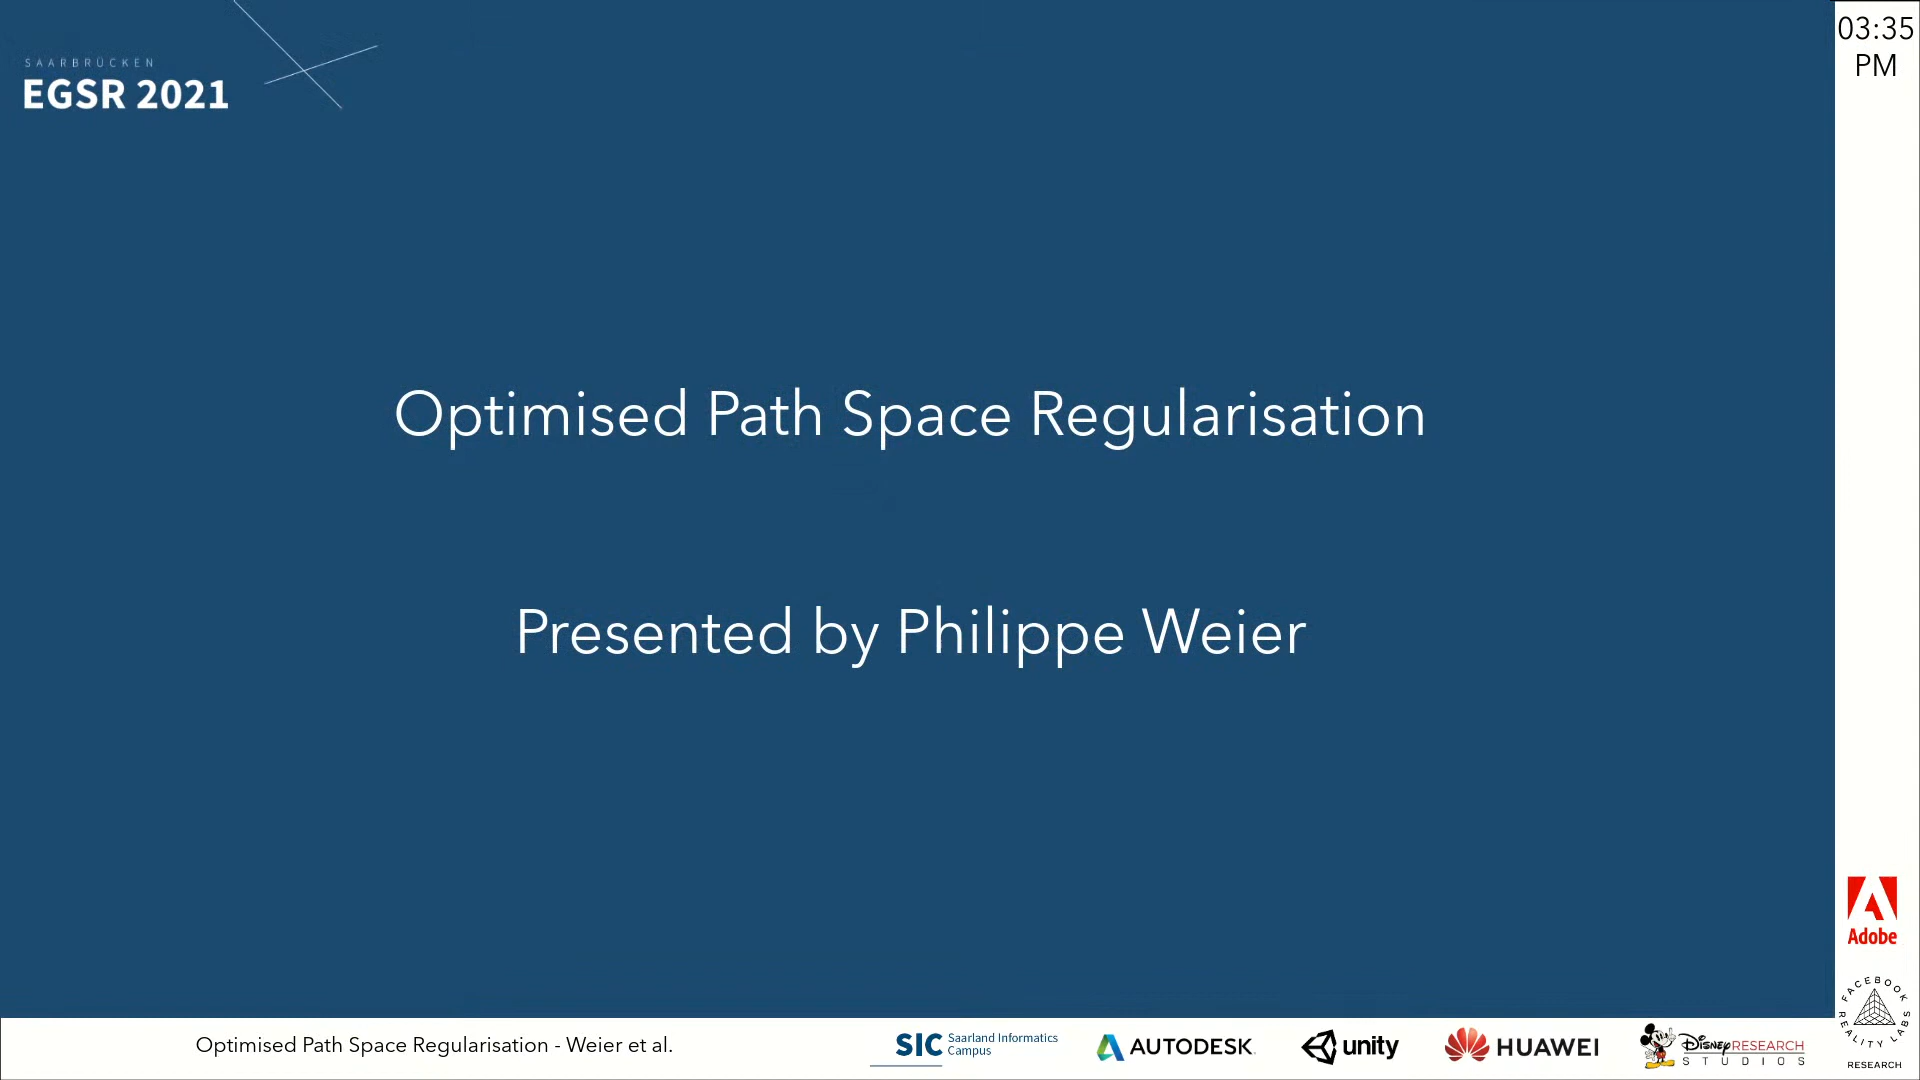 SAARBRÜCKEN
EGSR 2021
03:35
PM
Optimised Path Space Regularisation
Presented by Philippe Weier
Adobe
FACEBOOK
REALITY LABS
RESEARCH
Optimised Path Space Regularisation - Weier et al.
SIC Saarland Informatics
Campus
AUTODESK
unity
HUAWEI
Disney RESEARCH
STUDIOS